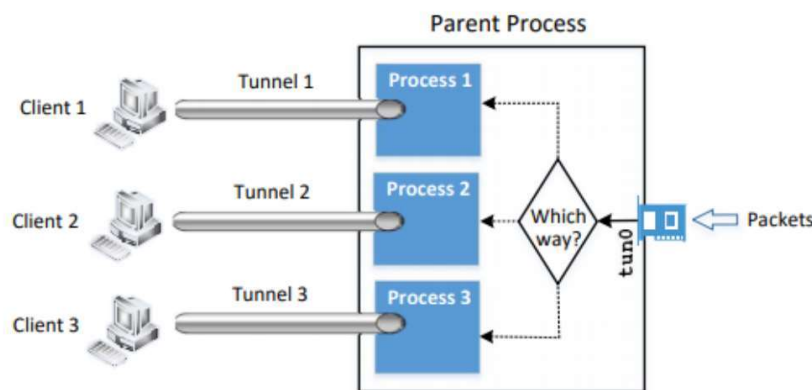 Parent Process
Client 1
Tunnel 1
Process 1
Client 2
Tunnel 2
Process 2
Which
way?
tun0
Packets
Client 3
Tunnel 3
Process 3